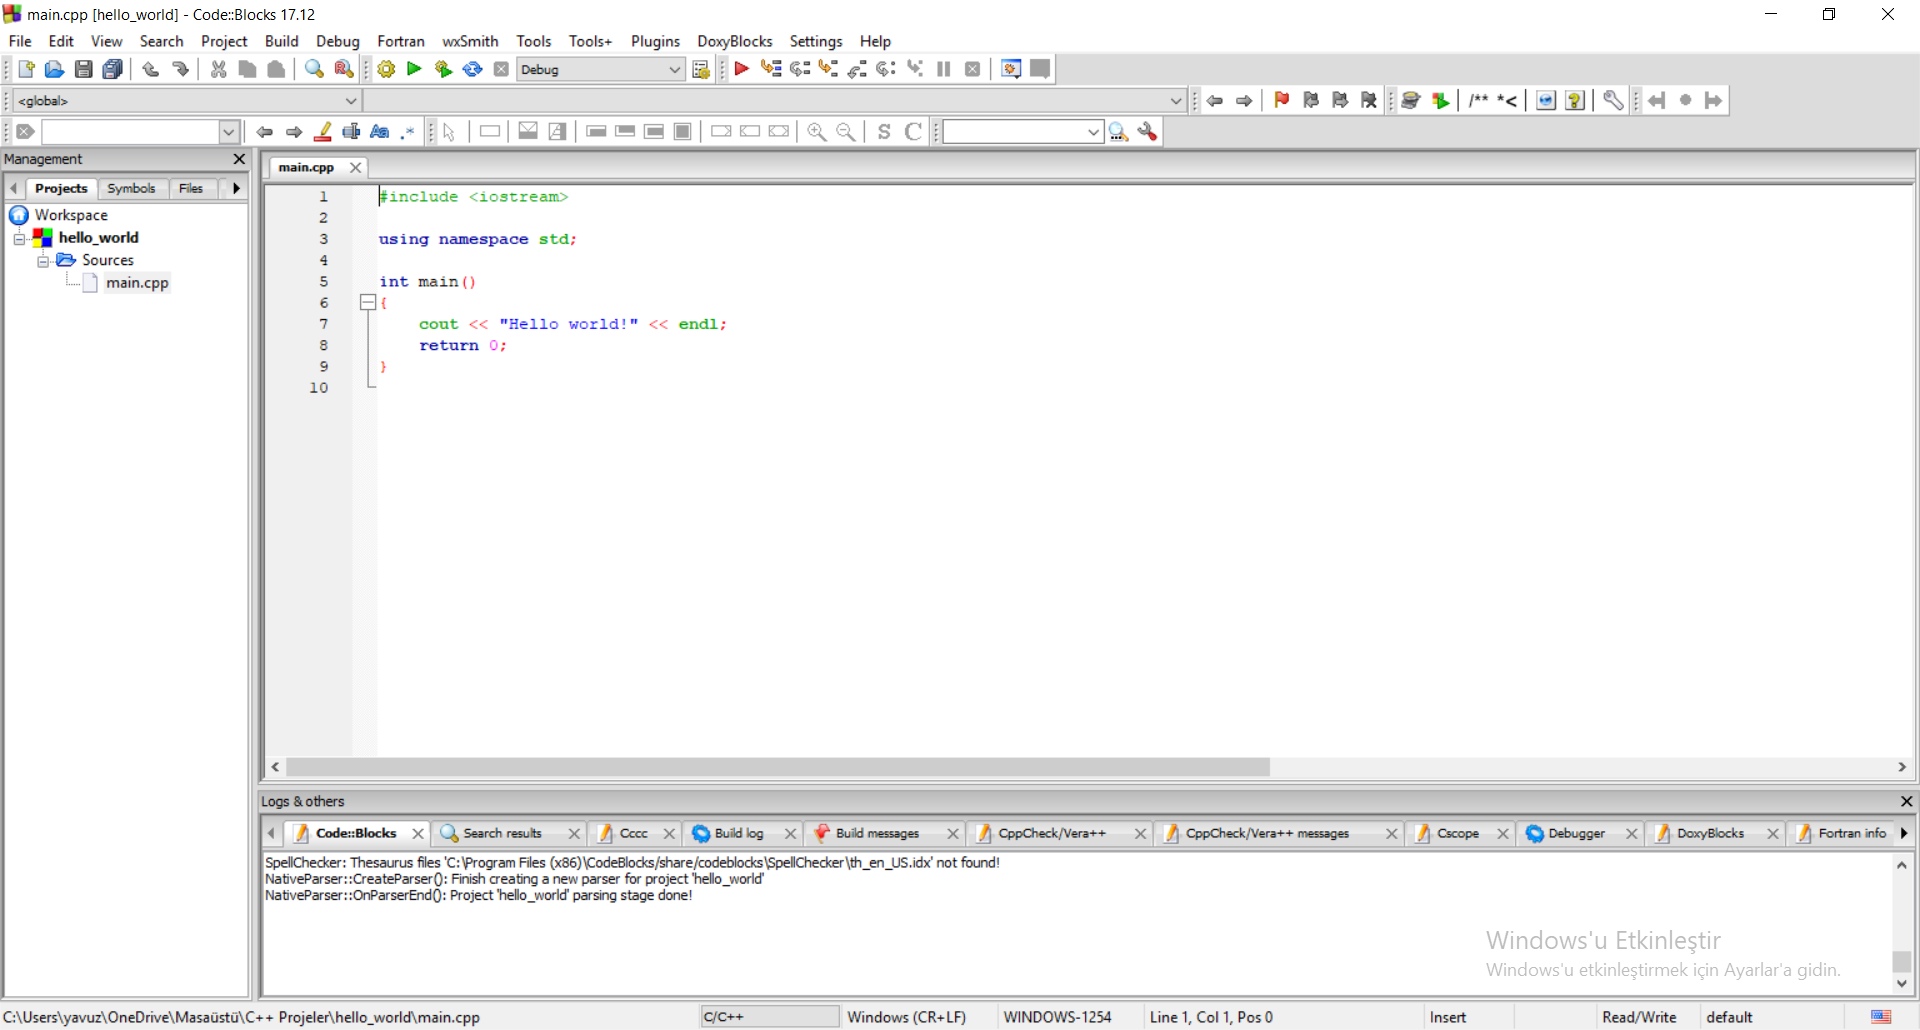 main.cpp [hello_world] - Code::Blocks 17.12
File Edit View Search Project Build Debug Fortran wxSmith Tools Tools+ Plugins DoxyBlocks Settings Help
Debug
<global>
/** *<
Aa .*
S C
Management
Projects Symbols Files
Workspace
hello_world
Sources
main.cpp
main.cpp
1 #include <iostream>
2
3 using namespace std;
4
5 int main()
6 {
7 cout << "Hello world!" << endl;
8 return 0;
9 }
10
Logs & others
Code::Blocks Search results Cccc Build log Build messages CppCheck/Vera++ CppCheck/Vera++ messages Cscope Debugger DoxyBlocks Fortran info
SpellChecker: Thesaurus files 'C:\Program Files (x86)\CodeBlocks/share/codeblocks\SpellChecker\th_en_US.idx' not found!
NativeParser::CreateParser(): Finish creating a new parser for project 'hello_world'
NativeParser::OnParserEnd(): Project 'hello_world' parsing stage done!
Windows'u Etkinleştir
Windows'u etkinleştirmek için Ayarlar'a gidin.
C:\Users\yavuz\OneDrive\Masaüstü\C++ Projeler\hello_world\main.cpp C/C++ Windows (CR+LF) WINDOWS-1254 Line 1, Col 1, Pos 0 Insert Read/Write default